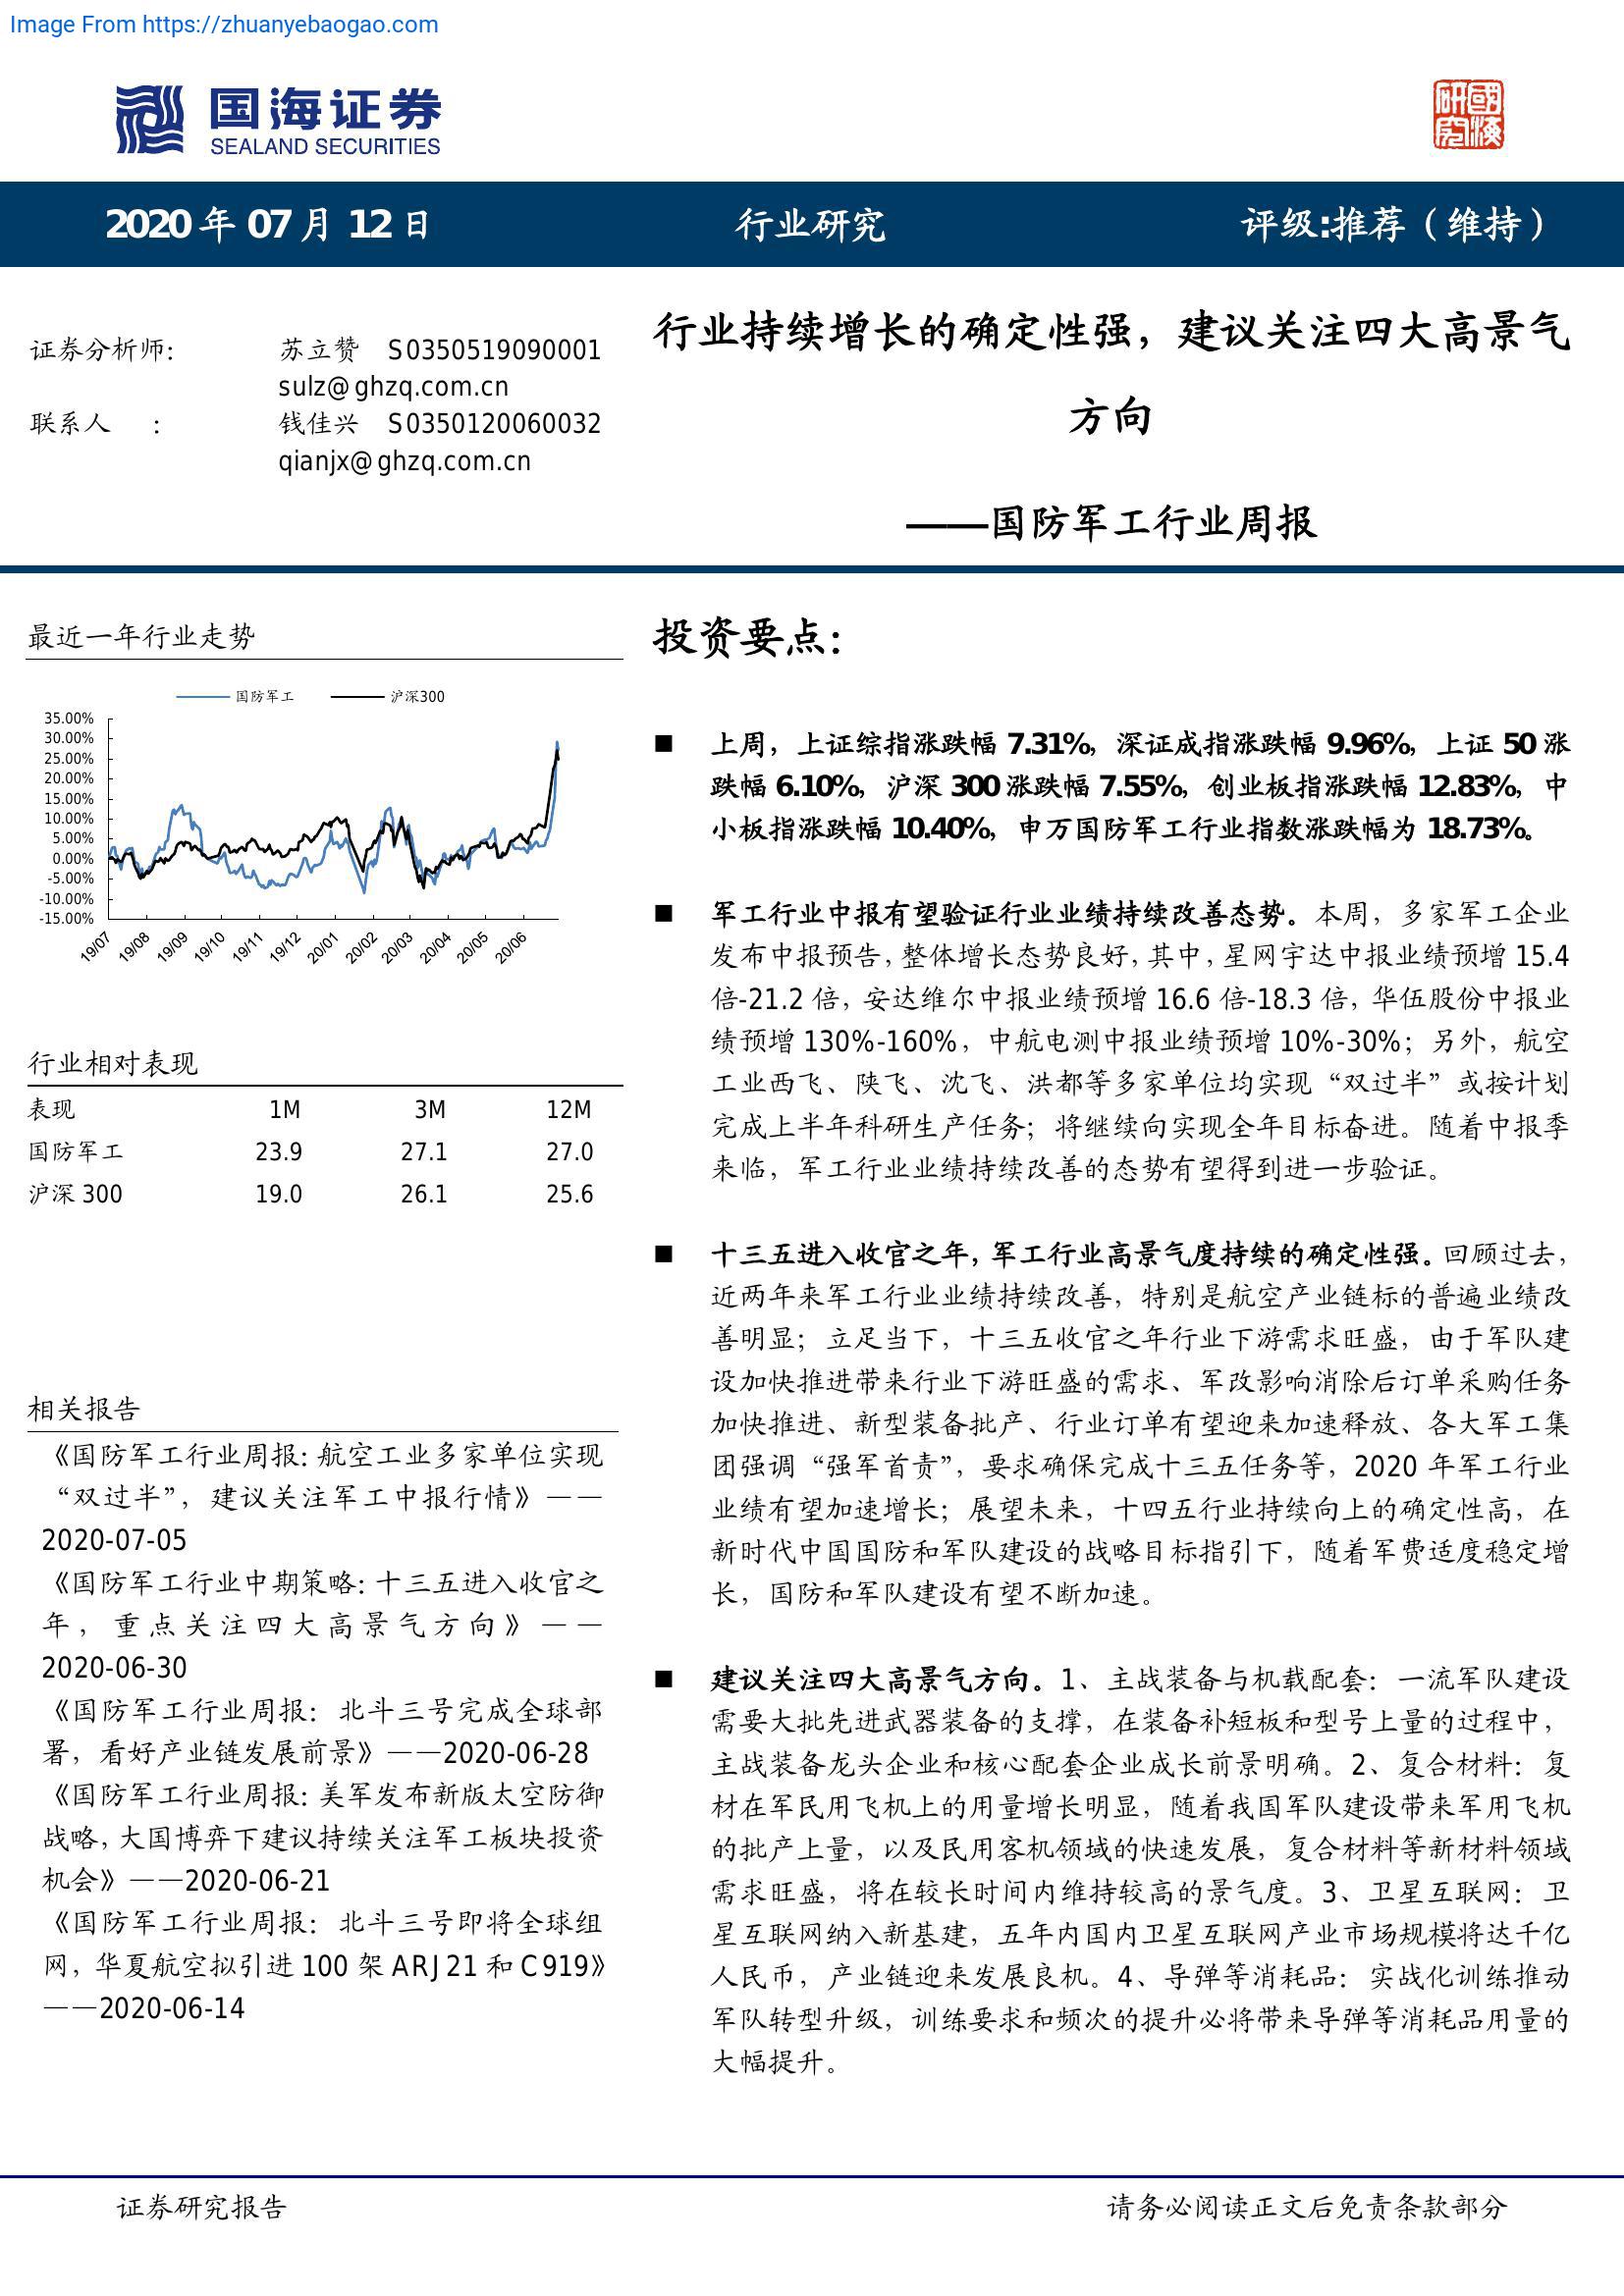 Image From https://zhuanyebaogao.com
国海证券
SEALAND SECURITIES
研究國海
2020 年 07 月 12 日
行业研究
评级:推荐（维持）
证券分析师：
苏立赞 S0350519090001
sulz@ghzq.com.cn
联系人 ：
钱佳兴 S0350120060032
qianjx@ghzq.com.cn
行业持续增长的确定性强，建议关注四大高景气
方向
——国防军工行业周报
最近一年行业走势
国防军工 沪深300
35.00%
30.00%
25.00%
20.00%
15.00%
10.00%
5.00%
0.00%
-5.00%
-10.00%
-15.00%
19/07 19/08 19/09 19/10 19/11 19/12 20/01 20/02 20/03 20/04 20/05 20/06
行业相对表现
表现 1M 3M 12M
国防军工 23.9 27.1 27.0
沪深 300 19.0 26.1 25.6
相关报告
《国防军工行业周报：航空工业多家单位实现
“双过半”，建议关注军工中报行情》——
2020-07-05
《国防军工行业中期策略：十三五进入收官之
年，重点关注四大高景气方向》——
2020-06-30
《国防军工行业周报：北斗三号完成全球部
署，看好产业链发展前景》——2020-06-28
《国防军工行业周报：美军发布新版太空防御
战略，大国博弈下建议持续关注军工板块投资
机会》——2020-06-21
《国防军工行业周报：北斗三号即将全球组
网，华夏航空拟引进 100 架 ARJ21 和 C919》
——2020-06-14
投资要点：
■ 上周，上证综指涨跌幅 7.31%，深证成指涨跌幅 9.96%，上证 50 涨
跌幅 6.10%，沪深 300 涨跌幅 7.55%，创业板指涨跌幅 12.83%，中
小板指涨跌幅 10.40%，申万国防军工行业指数涨跌幅为 18.73%。
■ 军工行业中报有望验证行业业绩持续改善态势。本周，多家军工企业
发布中报预告，整体增长态势良好，其中，星网宇达中报业绩预增 15.4
倍-21.2 倍，安达维尔中报业绩预增 16.6 倍-18.3 倍，华伍股份中报业
绩预增 130%-160%，中航电测中报业绩预增 10%-30%；另外，航空
工业西飞、陕飞、沈飞、洪都等多家单位均实现“双过半”或按计划
完成上半年科研生产任务；将继续向实现全年目标奋进。随着中报季
来临，军工行业业绩持续改善的态势有望得到进一步验证。
■ 十三五进入收官之年，军工行业高景气度持续的确定性强。回顾过去，
近两年来军工行业业绩持续改善，特别是航空产业链标的普遍业绩改
善明显；立足当下，十三五收官之年行业下游需求旺盛，由于军队建
设加快推进带来行业下游旺盛的需求、军改影响消除后订单采购任务
加快推进、新型装备批产、行业订单有望迎来加速释放、各大军工集
团强调“强军首责”，要求确保完成十三五任务等，2020 年军工行业
业绩有望加速增长；展望未来，十四五行业持续向上的确定性高，在
新时代中国国防和军队建设的战略目标指引下，随着军费适度稳定增
长，国防和军队建设有望不断加速。
■ 建议关注四大高景气方向。1、主战装备与机载配套：一流军队建设
需要大批先进武器装备的支撑，在装备补短板和型号上量的过程中，
主战装备龙头企业和核心配套企业成长前景明确。2、复合材料：复
材在军民用飞机上的用量增长明显，随着我国军队建设带来军用飞机
的批产上量，以及民用客机领域的快速发展，复合材料等新材料领域
需求旺盛，将在较长时间内维持较高的景气度。3、卫星互联网：卫
星互联网纳入新基建，五年内国内卫星互联网产业市场规模将达千亿
人民币，产业链迎来发展良机。4、导弹等消耗品：实战化训练推动
军队转型升级，训练要求和频次的提升必将带来导弹等消耗品用量的
大幅提升。
证券研究报告
请务必阅读正文后免责条款部分